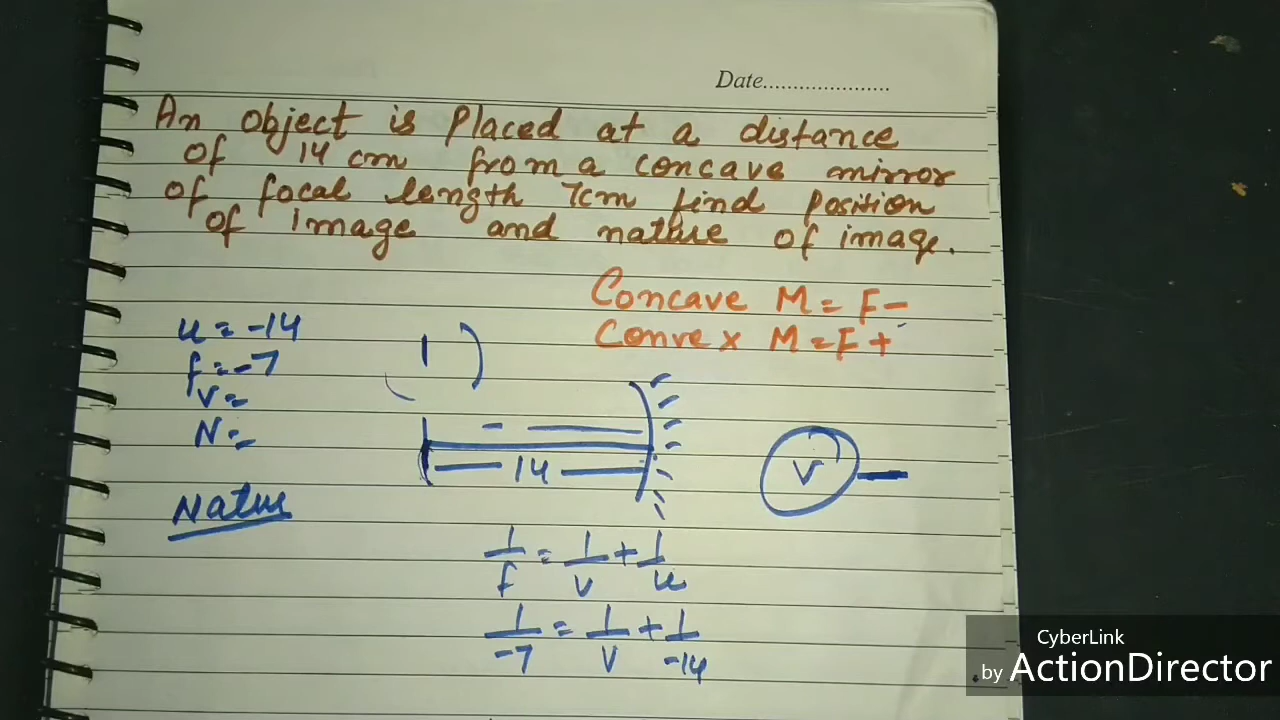 Date.....................
An object is Placed at a distance
of 14 cm from a concave mirror
of focal length 7cm find position
of image and nature of image.
Concave M = F -
Convex M = F +
u = -14
f = -7
V =
N =
14
V -
Natur
1/f = 1/v + 1/u
1/-7 = 1/V + 1/-14
CyberLink
by ActionDirector